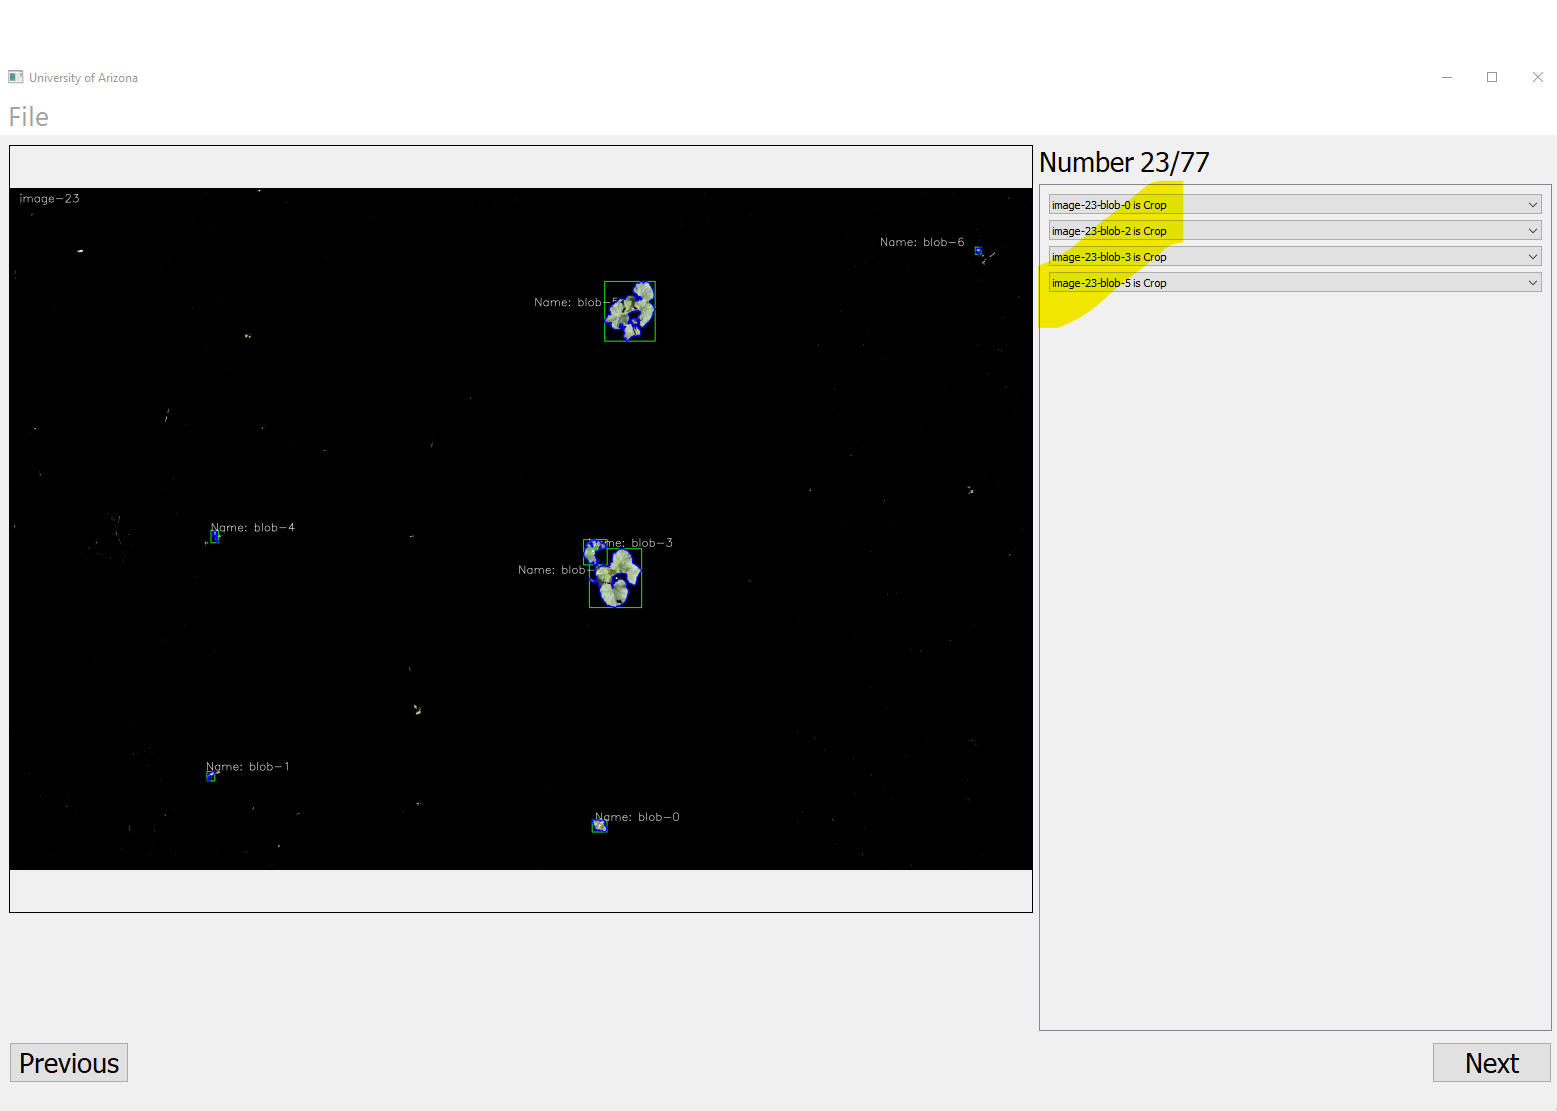 University of Arizona
File
Number 23/77
image-23
image-23-blob-0 is Crop
image-23-blob-2 is Crop
image-23-blob-3 is Crop
image-23-blob-5 is Crop
Name: blob-6
Name: blob-5
Name: blob-4
Name: blob-3
Name: blob-
Name: blob-1
Name: blob-0
Previous
Next